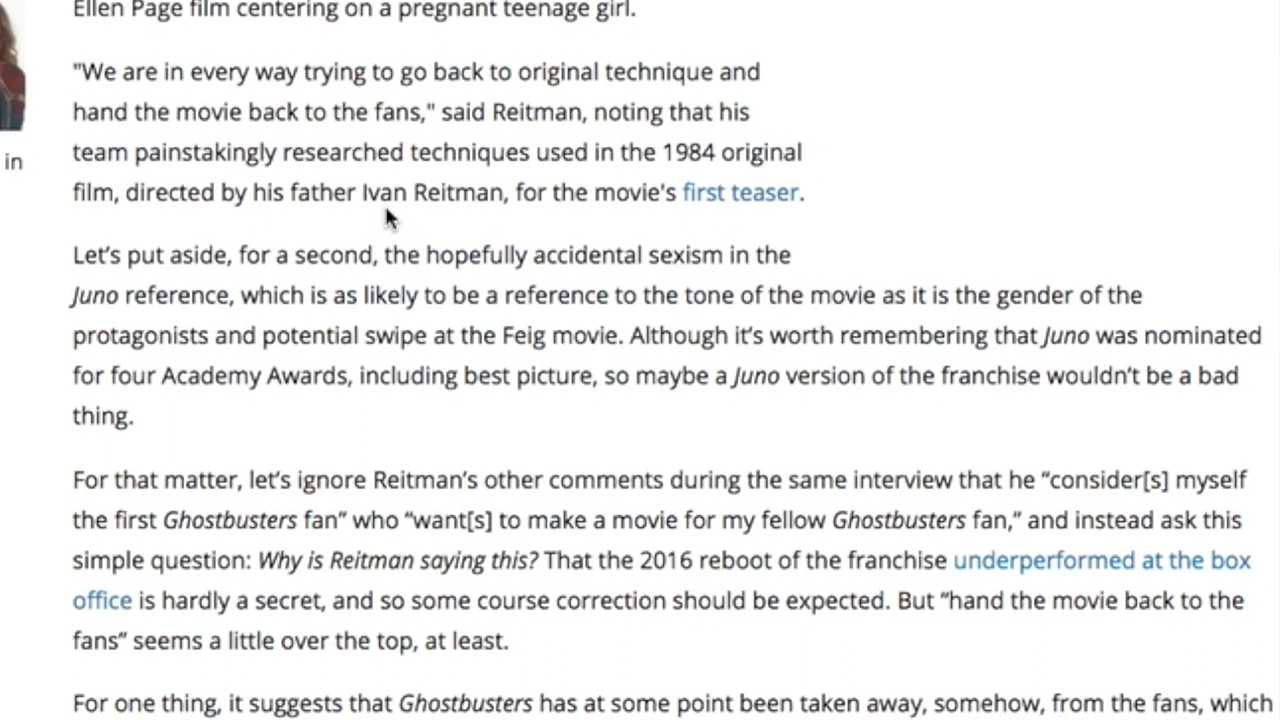 Ellen Page film centering on a pregnant teenage girl.
"We are in every way trying to go back to original technique and
hand the movie back to the fans," said Reitman, noting that his
team painstakingly researched techniques used in the 1984 original
film, directed by his father Ivan Reitman, for the movie's first teaser.
in
Let’s put aside, for a second, the hopefully accidental sexism in the
Juno reference, which is as likely to be a reference to the tone of the movie as it is the gender of the
protagonists and potential swipe at the Feig movie. Although it’s worth remembering that Juno was nominated
for four Academy Awards, including best picture, so maybe a Juno version of the franchise wouldn’t be a bad
thing.
For that matter, let’s ignore Reitman’s other comments during the same interview that he “consider[s] myself
the first Ghostbusters fan” who “want[s] to make a movie for my fellow Ghostbusters fan,” and instead ask this
simple question: Why is Reitman saying this? That the 2016 reboot of the franchise underperformed at the box
office is hardly a secret, and so some course correction should be expected. But “hand the movie back to the
fans” seems a little over the top, at least.
For one thing, it suggests that Ghostbusters has at some point been taken away, somehow, from the fans, which